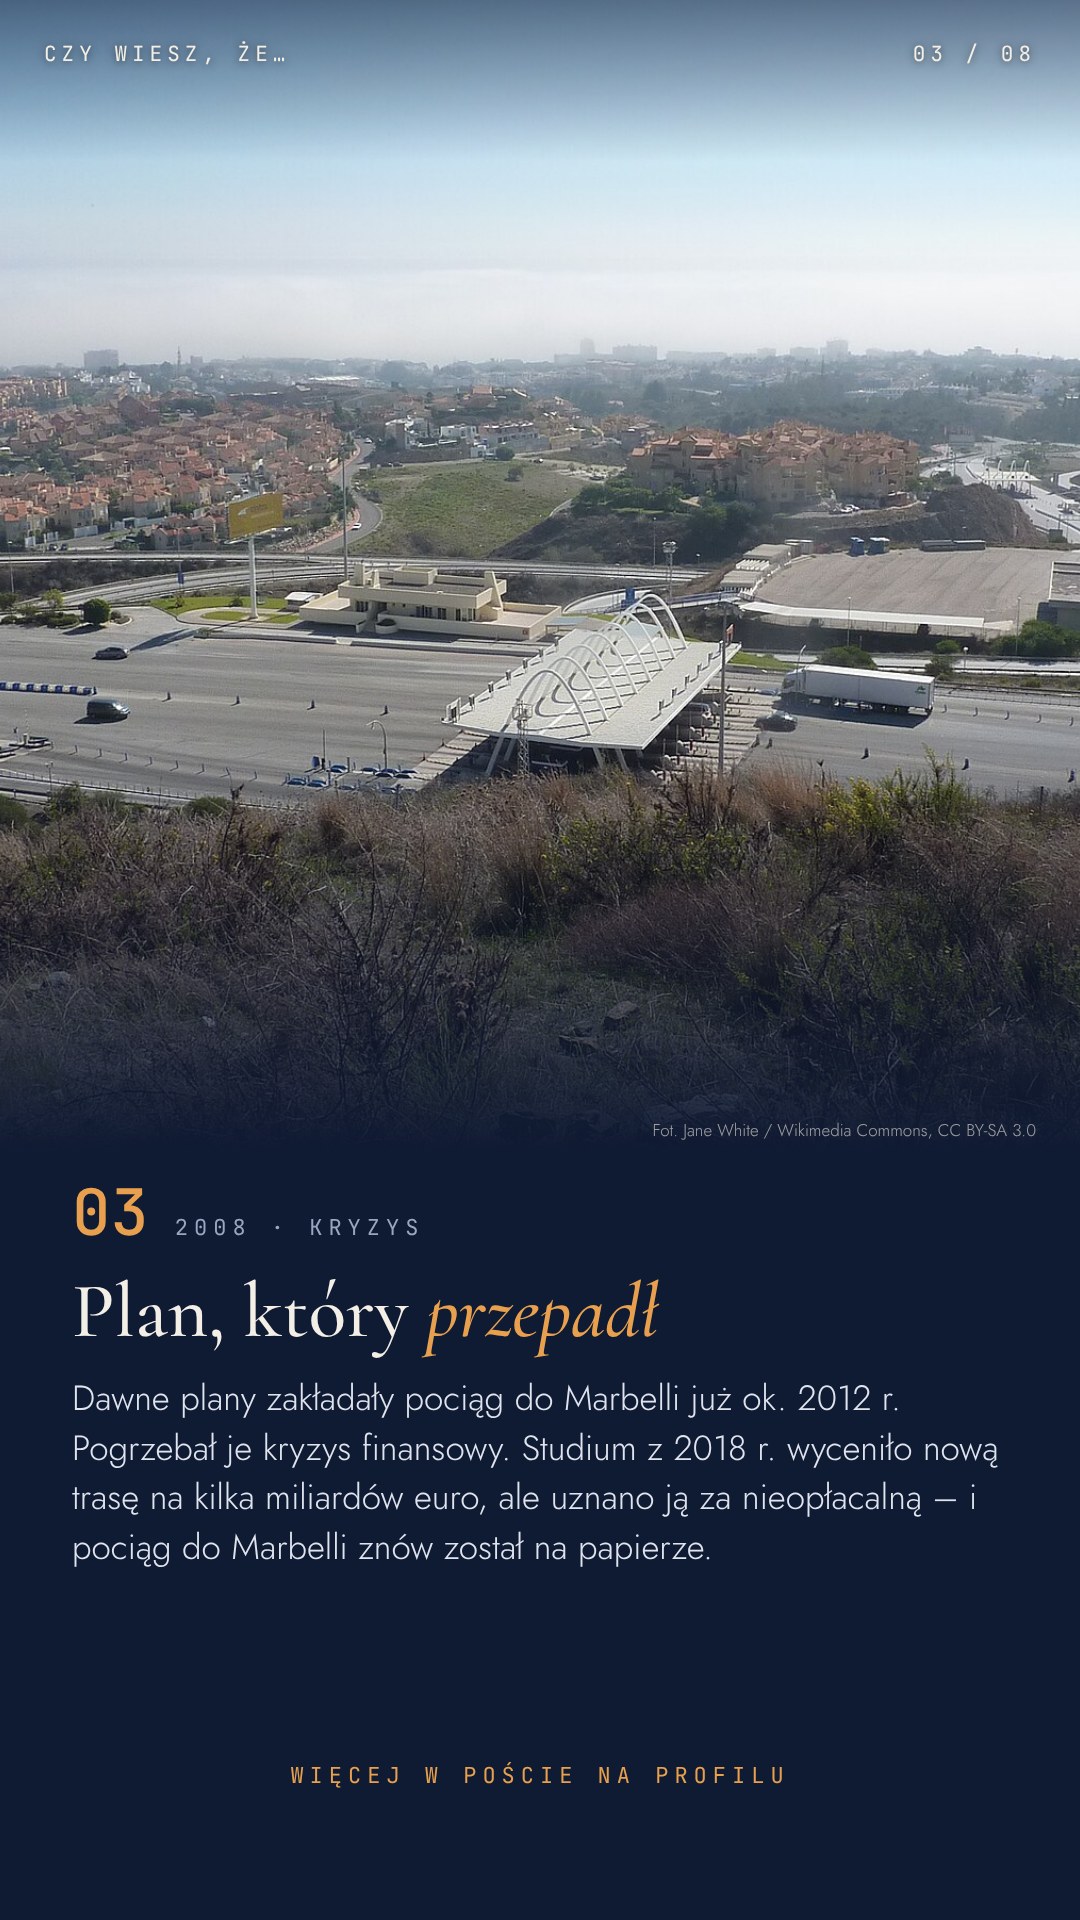 CZY WIESZ, ŻE…
03 / 08
Fot. Jane White / Wikimedia Commons, CC BY-SA 3.0
03 2008 · KRYZYS
Plan, który przepadł
Dawne plany zakładały pociąg do Marbelli już ok. 2012 r.
Pogrzebał je kryzys finansowy. Studium z 2018 r. wyceniło nową
trasę na kilka miliardów euro, ale uznano ją za nieopłacalną – i
pociąg do Marbelli znów został na papierze.
WIĘCEJ W POŚCIE NA PROFILU